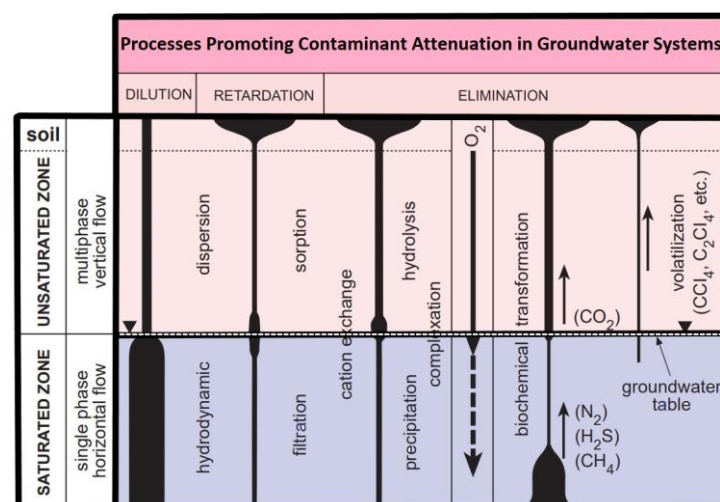 Processes Promoting Contaminant Attenuation in Groundwater Systems
DILUTION
RETARDATION
ELIMINATION
soil
UNSATURATED ZONE
multiphase
vertical flow
dispersion
sorption
hydrolysis
O₂
volatilization
(CCl₄, C₂Cl₄, etc.)
(CO₂)
cation exchange
complexation
biochemical transformation
groundwater
table
SATURATED ZONE
single phase
horizontal flow
hydrodynamic
filtration
precipitation
(N₂)
(H₂S)
(CH₄)